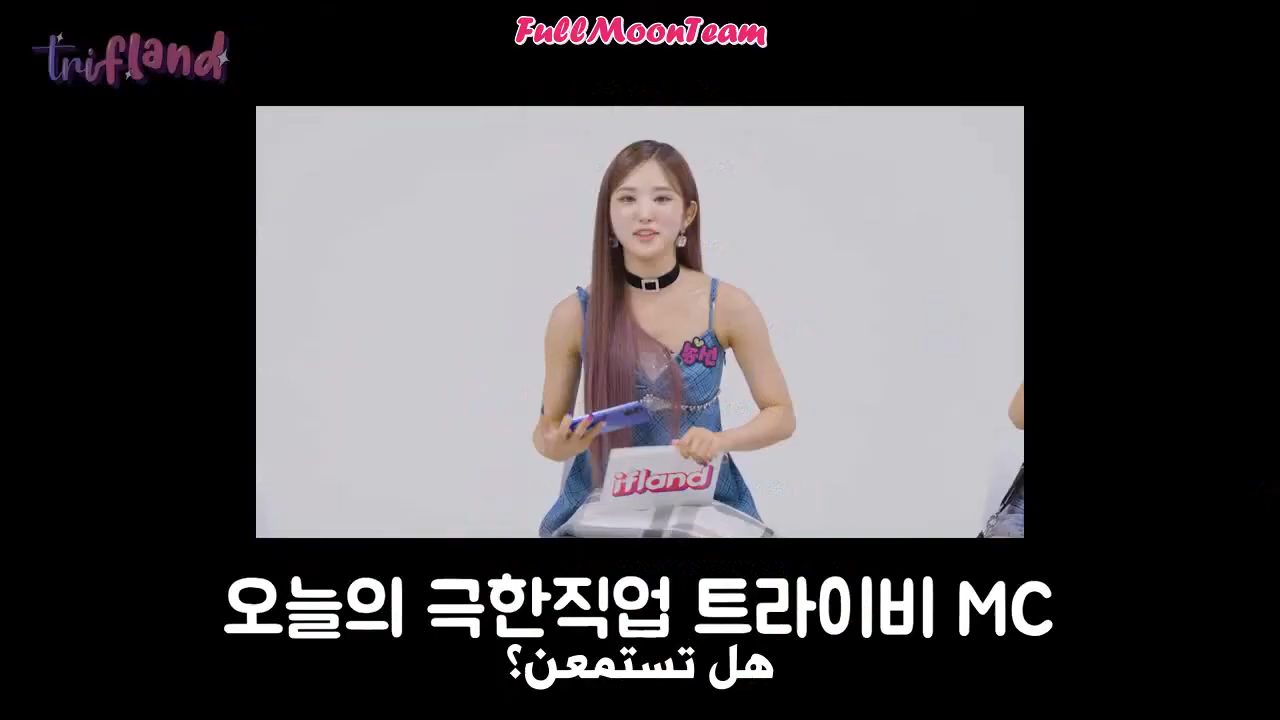 trifland
FullMoonTeam
송선
ifland
오늘의 극한직업 트라이비 MC
هل تستمعن؟